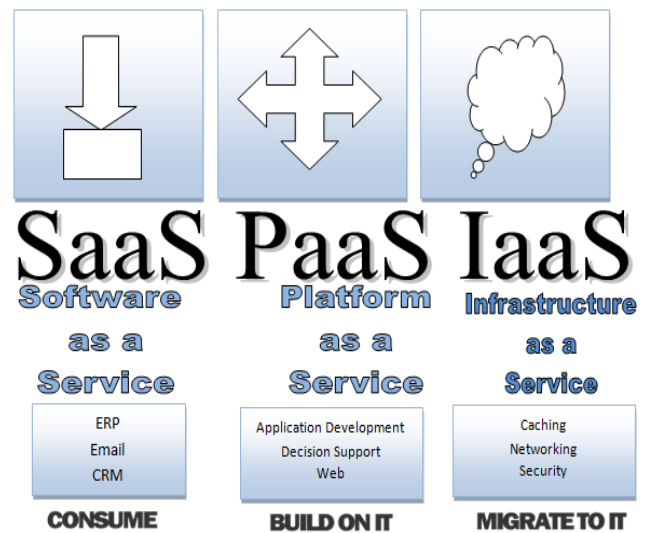 SaaS
Software
as a
Service
ERP
Email
CRM
CONSUME
PaaS
Platform
as a
Service
Application Development
Decision Support
Web
BUILD ON IT
IaaS
Infrastructure
as a
Service
Caching
Networking
Security
MIGRATE TO IT